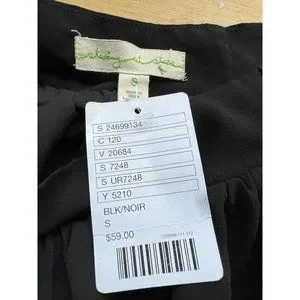 S
S 24699134
C 120
V 20684
S 7248
S UR7248
Y 5210
BLK/NOIR
S
$59.00